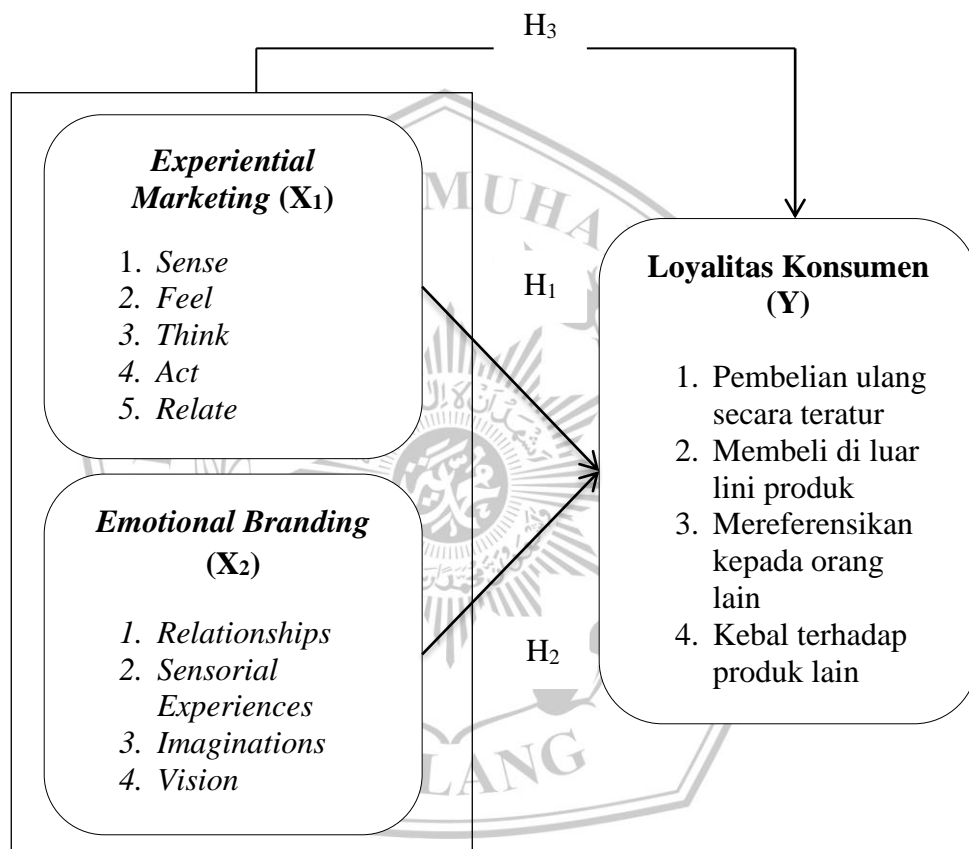 H₃
Experiential
Marketing (X₁)
1. Sense
2. Feel
3. Think
4. Act
5. Relate
H₁
Emotional Branding
(X₂)
1. Relationships
2. Sensorial
Experiences
3. Imaginations
4. Vision
H₂
Loyalitas Konsumen
(Y)
1. Pembelian ulang
secara teratur
2. Membeli di luar
lini produk
3. Mereferensikan
kepada orang
lain
4. Kebal terhadap
produk lain
MUHA
LANG